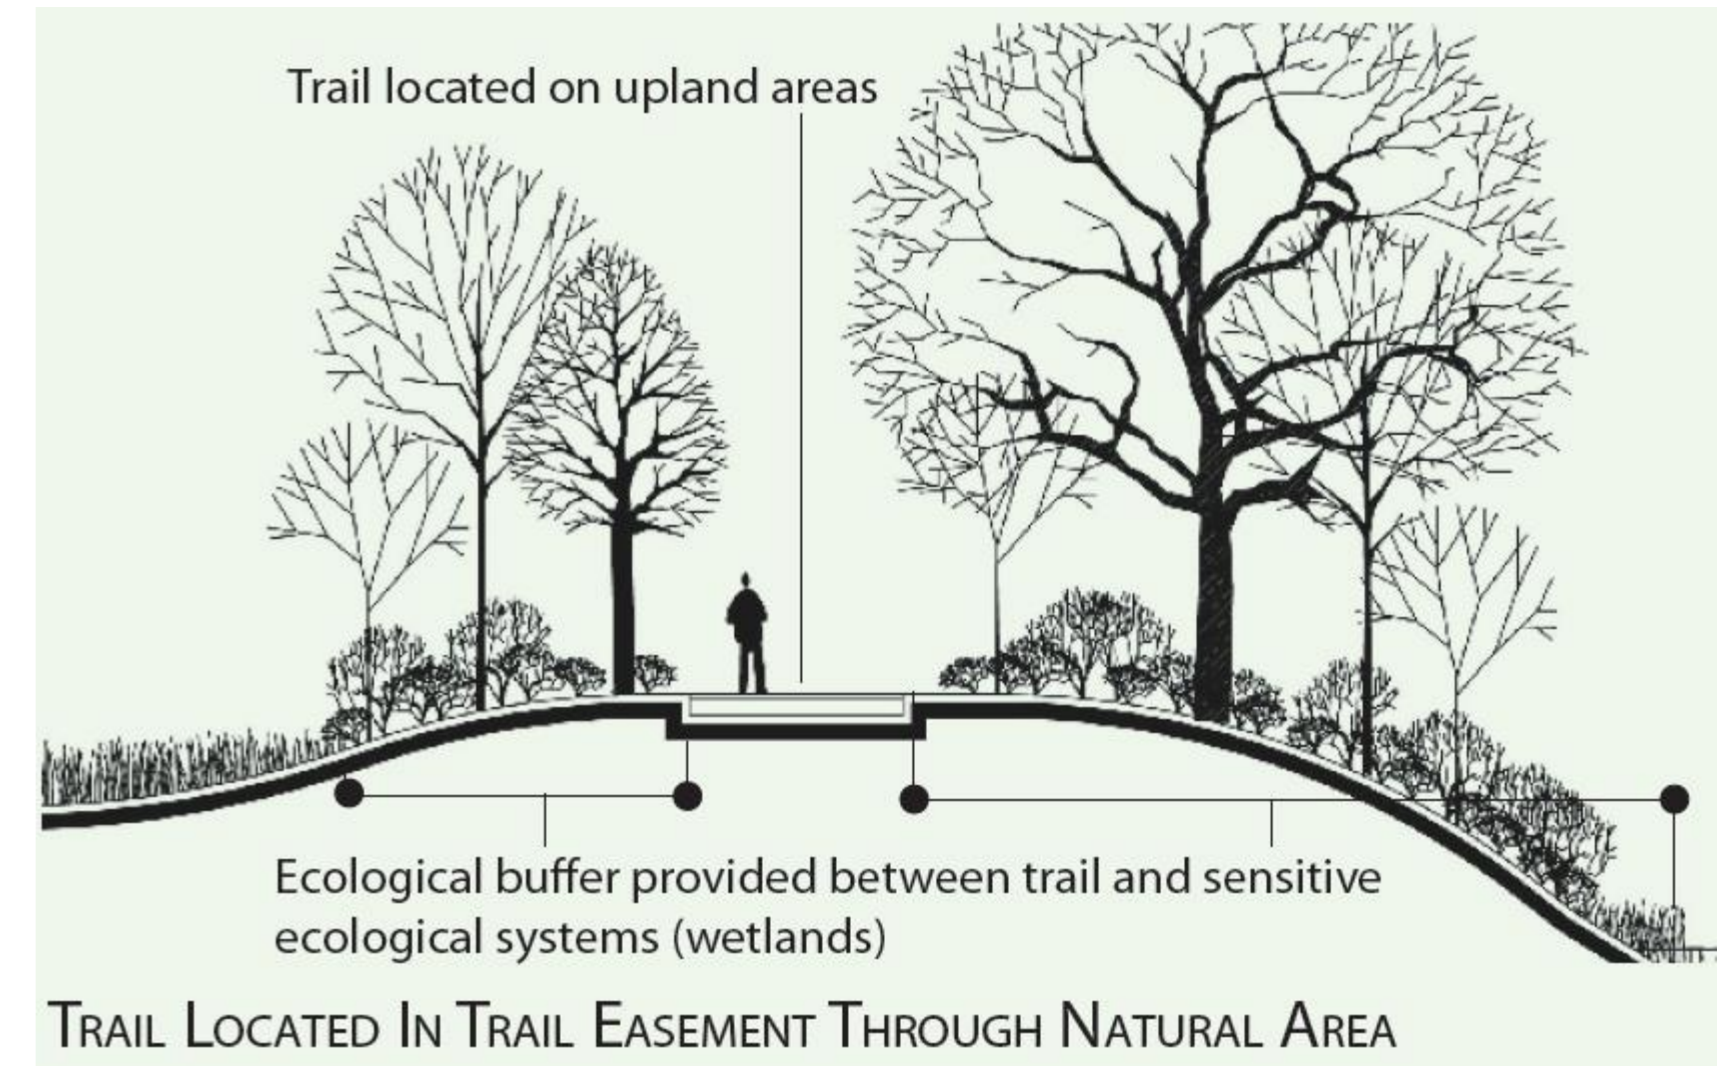 Trail located on upland areas
Ecological buffer provided between trail and sensitive
ecological systems (wetlands)
Trail Located In Trail Easement Through Natural Area